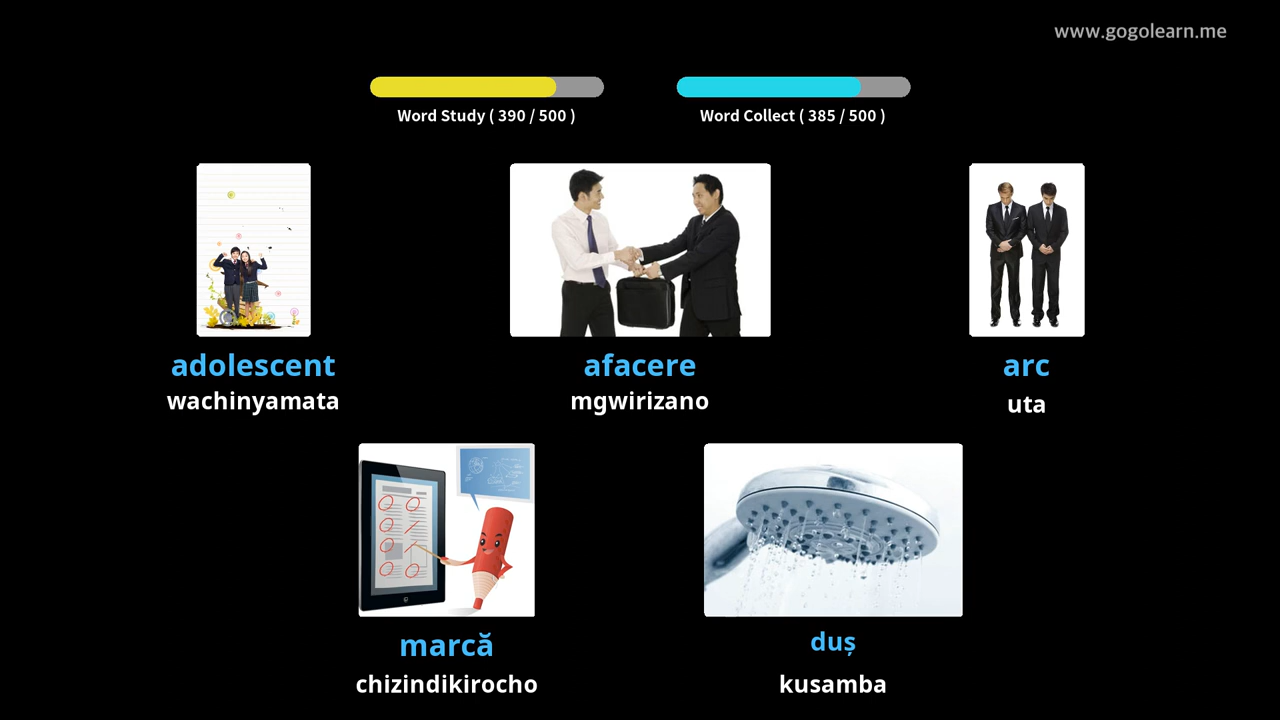 www.gogolearn.me
Word Study ( 390 / 500 )
Word Collect ( 385 / 500 )
adolescent
wachinyamata
afacere
mgwirizano
arc
uta
marcă
chizindikirocho
duș
kusamba